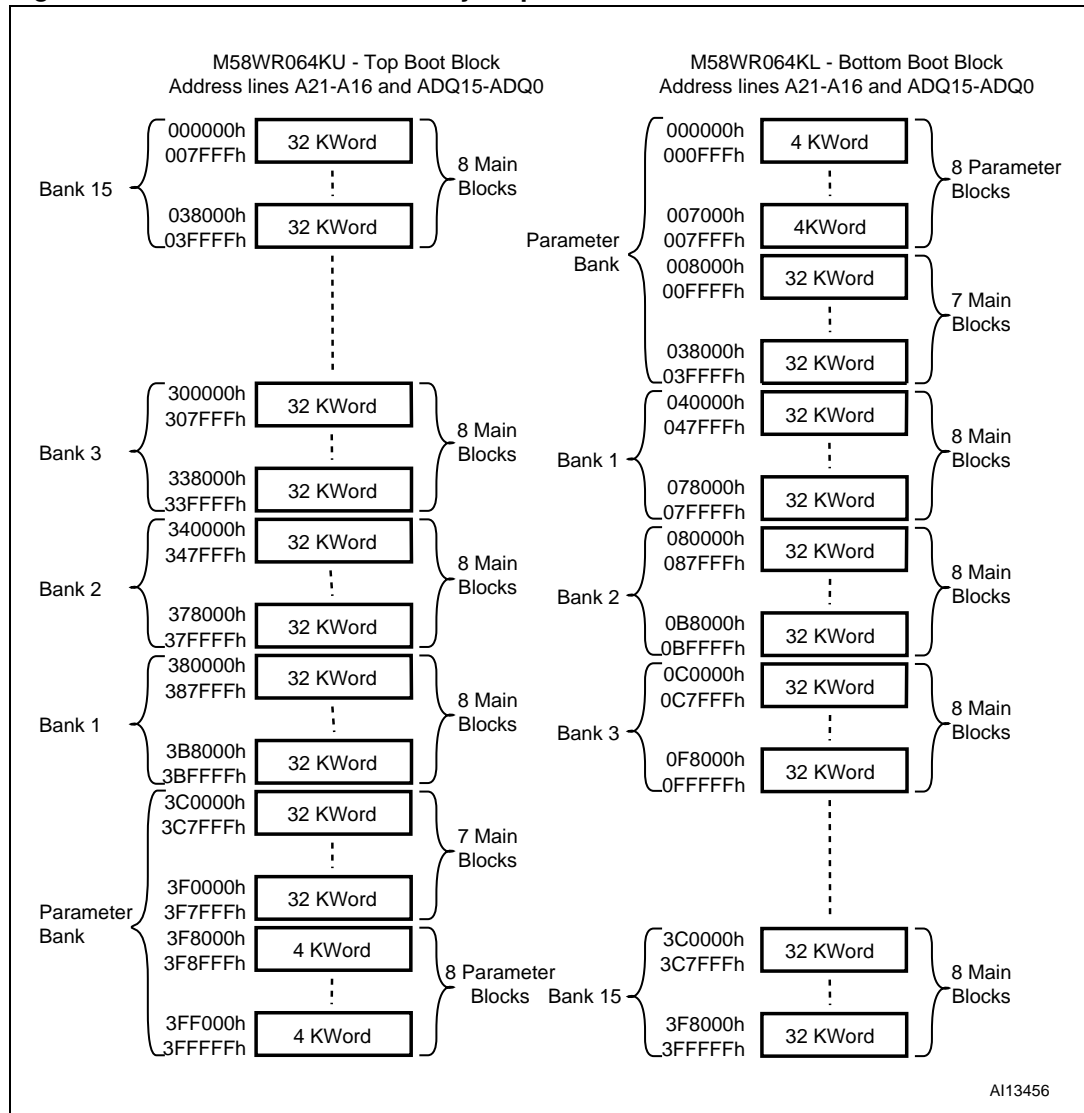 M58WR064KU - Top Boot Block
Address lines A21-A16 and ADQ15-ADQ0
000000h
007FFFh
32 KWord
8 Main
Blocks
Bank 15
038000h
03FFFFh
32 KWord
300000h
307FFFh
32 KWord
8 Main
Blocks
Bank 3
338000h
33FFFFh
32 KWord
340000h
347FFFh
32 KWord
8 Main
Blocks
Bank 2
378000h
37FFFFh
32 KWord
380000h
387FFFh
32 KWord
8 Main
Blocks
Bank 1
3B8000h
3BFFFFh
32 KWord
3C0000h
3C7FFFh
32 KWord
7 Main
Blocks
3F0000h
3F7FFFh
32 KWord
Parameter
Bank
3F8000h
3F8FFFh
4 KWord
8 Parameter
Blocks
3FF000h
3FFFFFh
4 KWord
M58WR064KL - Bottom Boot Block
Address lines A21-A16 and ADQ15-ADQ0
000000h
000FFFh
4 KWord
8 Parameter
Blocks
007000h
007FFFh
4KWord
Parameter
Bank
008000h
00FFFFh
32 KWord
7 Main
Blocks
038000h
03FFFFh
32 KWord
040000h
047FFFh
32 KWord
8 Main
Blocks
Bank 1
078000h
07FFFFh
32 KWord
080000h
087FFFh
32 KWord
8 Main
Blocks
Bank 2
0B8000h
0BFFFFh
32 KWord
0C0000h
0C7FFFh
32 KWord
8 Main
Blocks
Bank 3
0F8000h
0FFFFFh
32 KWord
3C0000h
3C7FFFh
32 KWord
8 Main
Blocks
Bank 15
3F8000h
3FFFFFh
32 KWord
AI13456